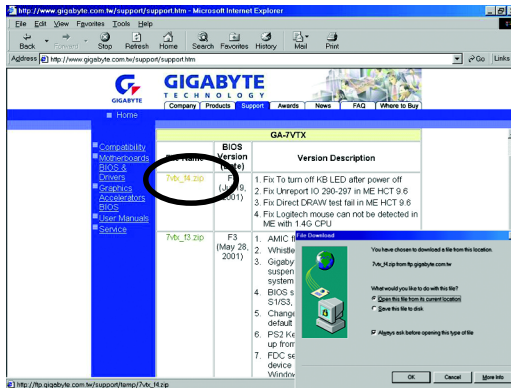 http://www.gigabyte.com.tw/support/support.htm - Microsoft Internet Explorer
File Edit View Favorites Tools Help
Back Forward Stop Refresh Home Search Favorites History Mail Print
Address http://www.gigabyte.com.tw/support/support.htm Go Links
GIGABYTE
GIGABYTE
TECHNOLOGY
Company Products Support Awards News FAQ Where to Buy
Home
GA-7VTX
Compatibility
Motherboards
BIOS &
Drivers
Graphics
Accelerators
BIOS
User Manuals
Service
Name
BIOS
Version
(Date)
Version Description
7vtx_f4.zip
2001)
1. Fix To turn off KB LED after power off
2. Fix Unreport IO 290-297 in ME HCT 9.6
3. Fix Direct DRAW test fail in ME HCT 9.6
4. Fix Logitech mouse can not be detected in
ME with 1.4G CPU
7vtx_f3.zip
F3
(May 28,
2001)
1. AMIC
2. Whistle
3. Gigaby
suspen
system
4. BIOS s
S1/S3,
5. Change
default
6. PS2 Ke
up from
7. FDC se
device
Window
File Download
You have chosen to download a file from this location.
7vtx_f4.zip from ftp.gigabyte.com.tw
What would you like to do with this file?
Open this file from its current location
Save this file to disk
Always ask before opening this type of file
OK Cancel More Info
http://ftp.gigabyte.com.tw/support/temp/7vtx_f4.zip